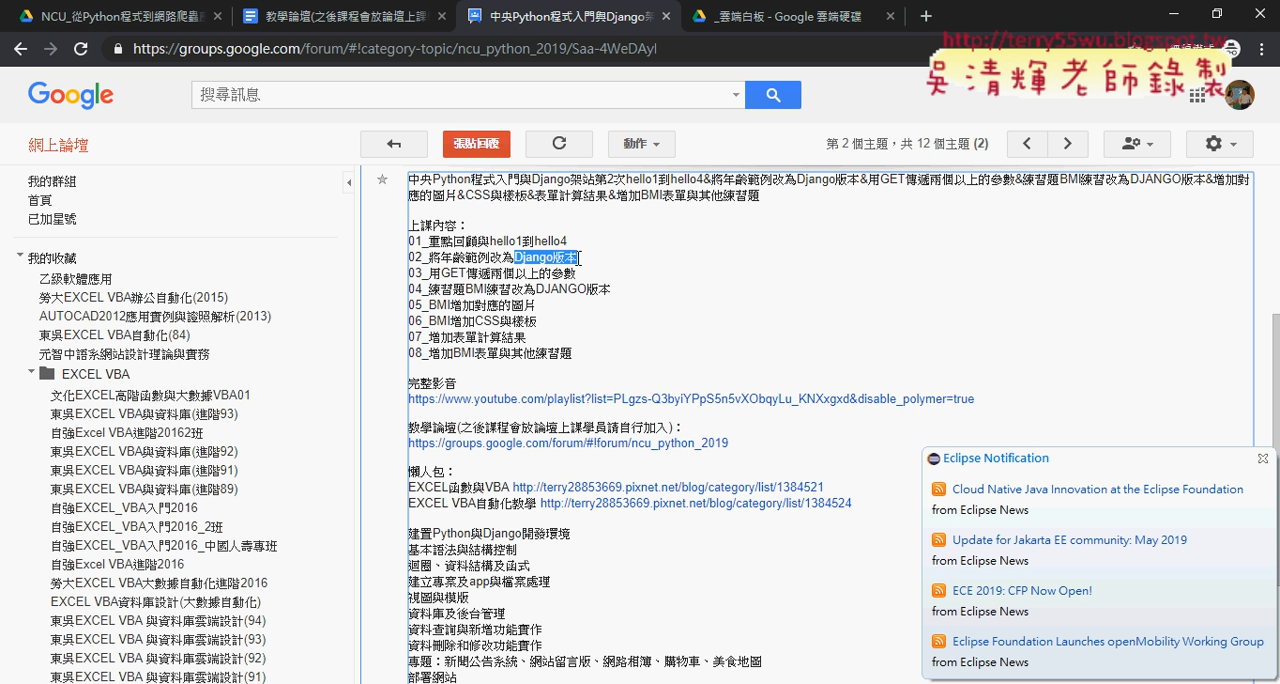 NCU_從Python程式到網路爬蟲
教學論壇(之後課程會放論壇上課
中央Python程式入門與Django架
_雲端白板 - Google 雲端硬碟
https://groups.google.com/forum/#!category-topic/ncu_python_2019/Saa-4WeDAyI
http://terry55wu.blogspot.tw
吳清輝老師錄製
Google
搜尋訊息
網上論壇
張貼回覆
動作
第 2 個主題，共 12 個主題 (2)
我的群組
首頁
已加星號
我的收藏
乙級軟體應用
勞大EXCEL VBA辦公自動化(2015)
AUTOCAD2012應用實例與證照解析(2013)
東吳EXCEL VBA自動化(84)
元智中語系網站設計理論與實務
EXCEL VBA
文化EXCEL高階函數與大數據VBA01
東吳EXCEL VBA與資料庫(進階93)
自強Excel VBA進階20162班
東吳EXCEL VBA與資料庫(進階92)
東吳EXCEL VBA與資料庫(進階91)
東吳EXCEL VBA與資料庫(進階89)
自強EXCEL_VBA入門2016
自強EXCEL_VBA入門2016_2班
自強EXCEL_VBA入門2016_中國人壽專班
自強Excel VBA進階2016
勞大EXCEL VBA大數據自動化進階2016
EXCEL VBA資料庫設計(大數據自動化)
東吳EXCEL VBA 與資料庫雲端設計(94)
東吳EXCEL VBA 與資料庫雲端設計(93)
東吳EXCEL VBA 與資料庫雲端設計(92)
東吳EXCEL VBA 與資料庫雲端設計(91)
中央Python程式入門與Django架站第2次hello1到hello4&將年齡範例改為Django版本&用GET傳遞兩個以上的參數&練習題BMI練習改為DJANGO版本&增加對
應的圖片&CSS與樣板&表單計算結果&增加BMI表單與其他練習題
上課內容：
01_重點回顧與hello1到hello4
02_將年齡範例改為Django版本
03_用GET傳遞兩個以上的參數
04_練習題BMI練習改為DJANGO版本
05_BMI增加對應的圖片
06_BMI增加CSS與樣板
07_增加表單計算結果
08_增加BMI表單與其他練習題
完整影音
https://www.youtube.com/playlist?list=PLgzs-Q3byiYPpS5n5vXObqyLu_KNXxgxd&disable_polymer=true
教學論壇(之後課程會放論壇上課學員請自行加入)：
https://groups.google.com/forum/#!forum/ncu_python_2019
懶人包：
EXCEL函數與VBA http://terry28853669.pixnet.net/blog/category/list/1384521
EXCEL VBA自動化教學 http://terry28853669.pixnet.net/blog/category/list/1384524
建置Python與Django開發環境
基本語法與結構控制
迴圈、資料結構及函式
建立專案及app與檔案處理
視圖與模版
資料庫及後台管理
資料查詢與新增功能實作
資料刪除和修改功能實作
專題：新聞公告系統、網站留言版、網路相簿、購物車、美食地圖
部署網站
Eclipse Notification
Cloud Native Java Innovation at the Eclipse Foundation
from Eclipse News
Update for Jakarta EE community: May 2019
from Eclipse News
ECE 2019: CFP Now Open!
from Eclipse News
Eclipse Foundation Launches openMobility Working Group
from Eclipse News